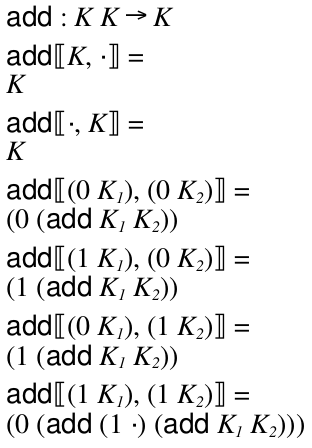 add : K K → K
add⟦K, ·⟧ =
K
add⟦·, K⟧ =
K
add⟦(0 K₁), (0 K₂)⟧ =
(0 (add K₁ K₂))
add⟦(1 K₁), (0 K₂)⟧ =
(1 (add K₁ K₂))
add⟦(0 K₁), (1 K₂)⟧ =
(1 (add K₁ K₂))
add⟦(1 K₁), (1 K₂)⟧ =
(0 (add (1 ·) (add K₁ K₂)))